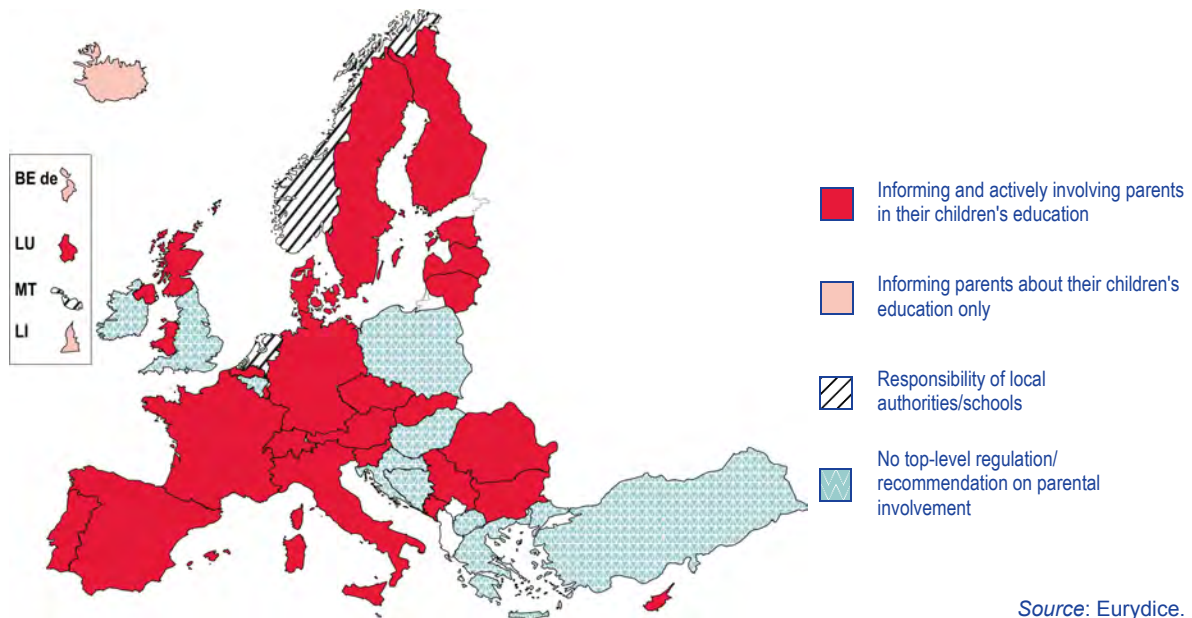 BE de
LU
MT
LI
Informing and actively involving parents
in their children's education
Informing parents about their children's
education only
Responsibility of local
authorities/schools
No top-level regulation/
recommendation on parental
involvement
Source: Eurydice.